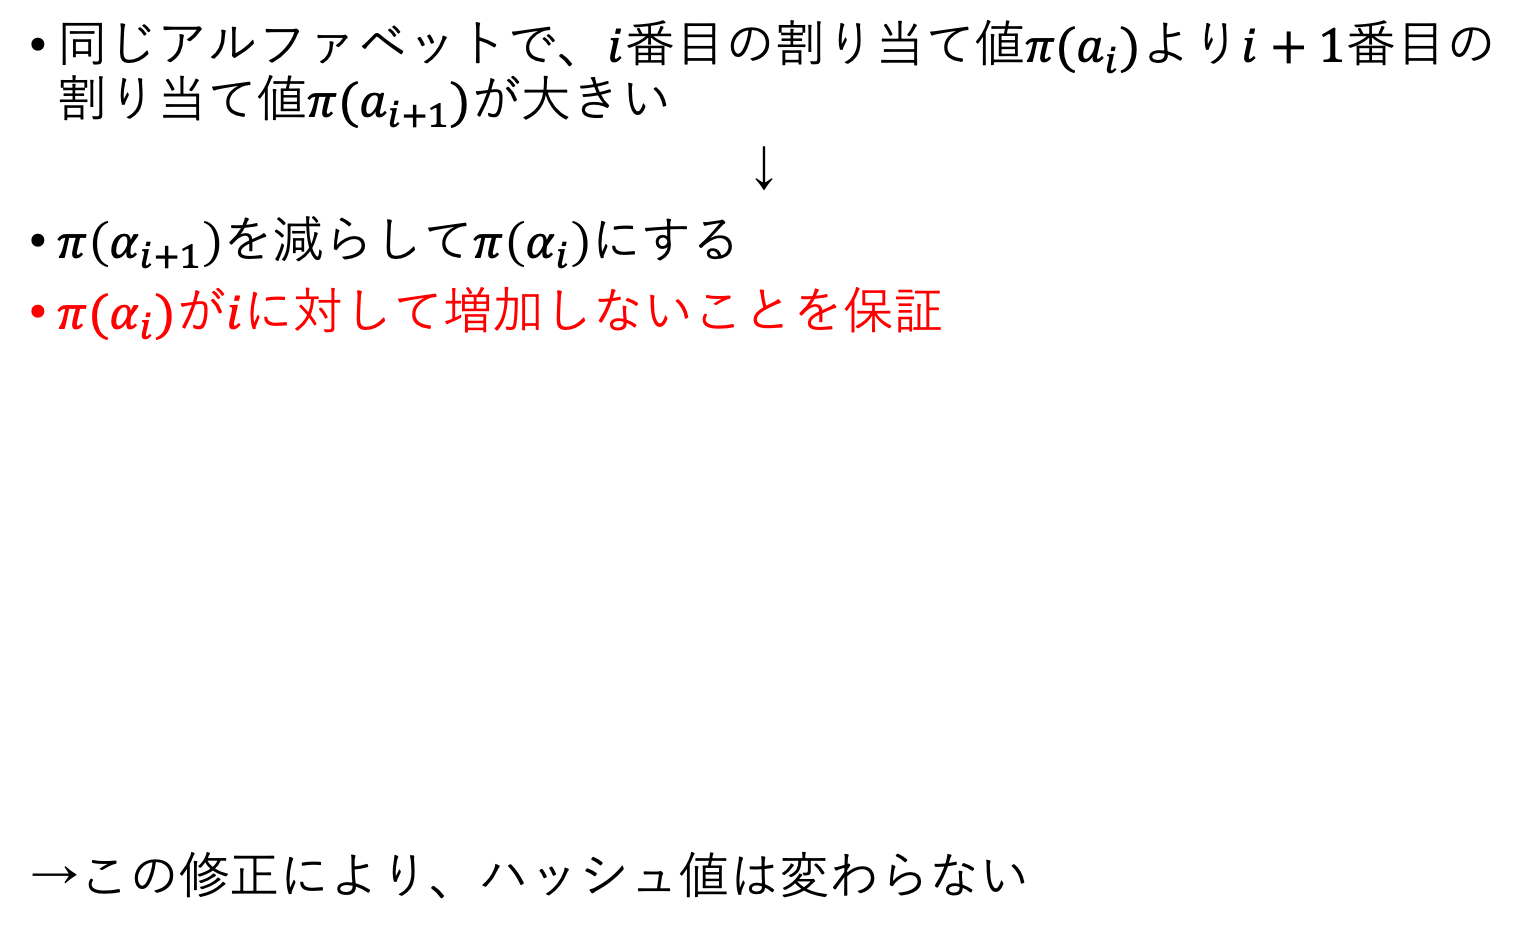 • 同じアルファベットで、i番目の割り当て値π(a_i)よりi + 1番目の
割り当て値π(a_{i+1})が大きい
↓
• π(α_{i+1})を減らしてπ(α_i)にする
• π(α_i)がiに対して増加しないことを保証
→この修正により、ハッシュ値は変わらない